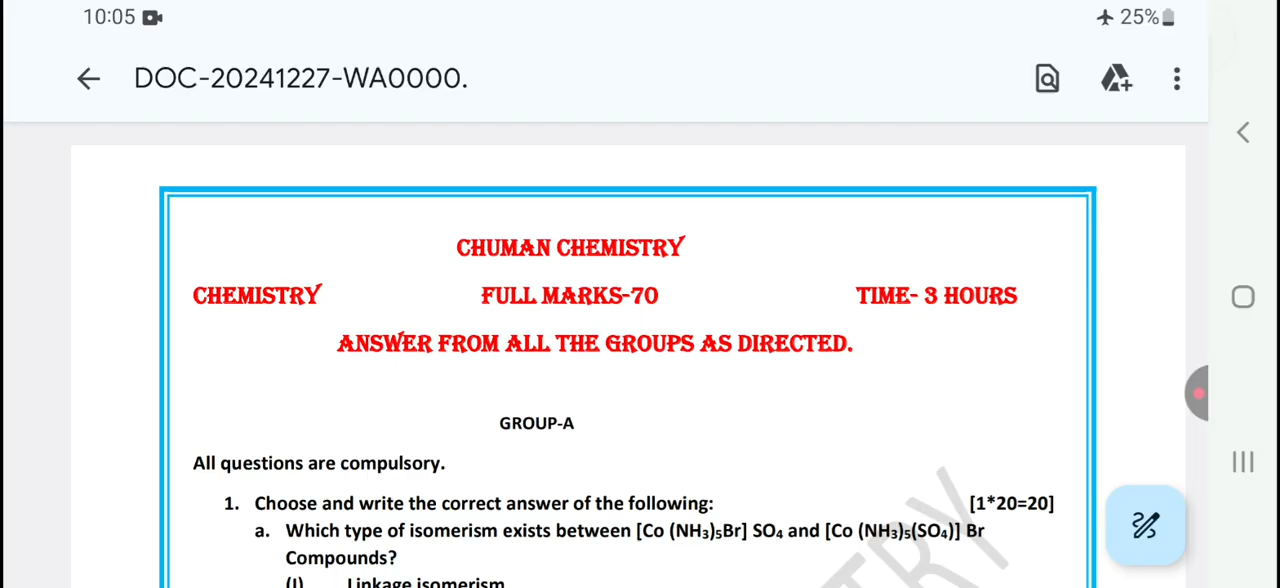 10:05 25%
DOC-20241227-WA0000.
CHUMAN CHEMISTRY
CHEMISTRY FULL MARKS-70 TIME- 3 HOURS
ANSWER FROM ALL THE GROUPS AS DIRECTED.
GROUP-A
All questions are compulsory.
1. Choose and write the correct answer of the following: [1*20=20]
a. Which type of isomerism exists between [Co (NH₃)₅Br] SO₄ and [Co (NH₃)₅(SO₄)] Br
Compounds?
(I) Linkage isomerism